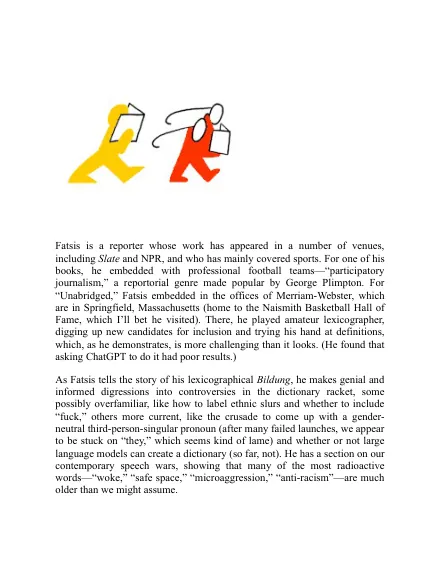 Fatsis is a reporter whose work has appeared in a number of venues,
including Slate and NPR, and who has mainly covered sports. For one of his
books, he embedded with professional football teams—“participatory
journalism,” a reportorial genre made popular by George Plimpton. For
“Unabridged,” Fatsis embedded in the offices of Merriam-Webster, which
are in Springfield, Massachusetts (home to the Naismith Basketball Hall of
Fame, which I’ll bet he visited). There, he played amateur lexicographer,
digging up new candidates for inclusion and trying his hand at definitions,
which, as he demonstrates, is more challenging than it looks. (He found that
asking ChatGPT to do it had poor results.)
As Fatsis tells the story of his lexicographical Bildung, he makes genial and
informed digressions into controversies in the dictionary racket, some
possibly overfamiliar, like how to label ethnic slurs and whether to include
“fuck,” others more current, like the crusade to come up with a gender-
neutral third-person-singular pronoun (after many failed launches, we appear
to be stuck on “they,” which seems kind of lame) and whether or not large
language models can create a dictionary (so far, not). He has a section on our
contemporary speech wars, showing that many of the most radioactive
words—“woke,” “safe space,” “microaggression,” “anti-racism”—are much
older than we might assume.